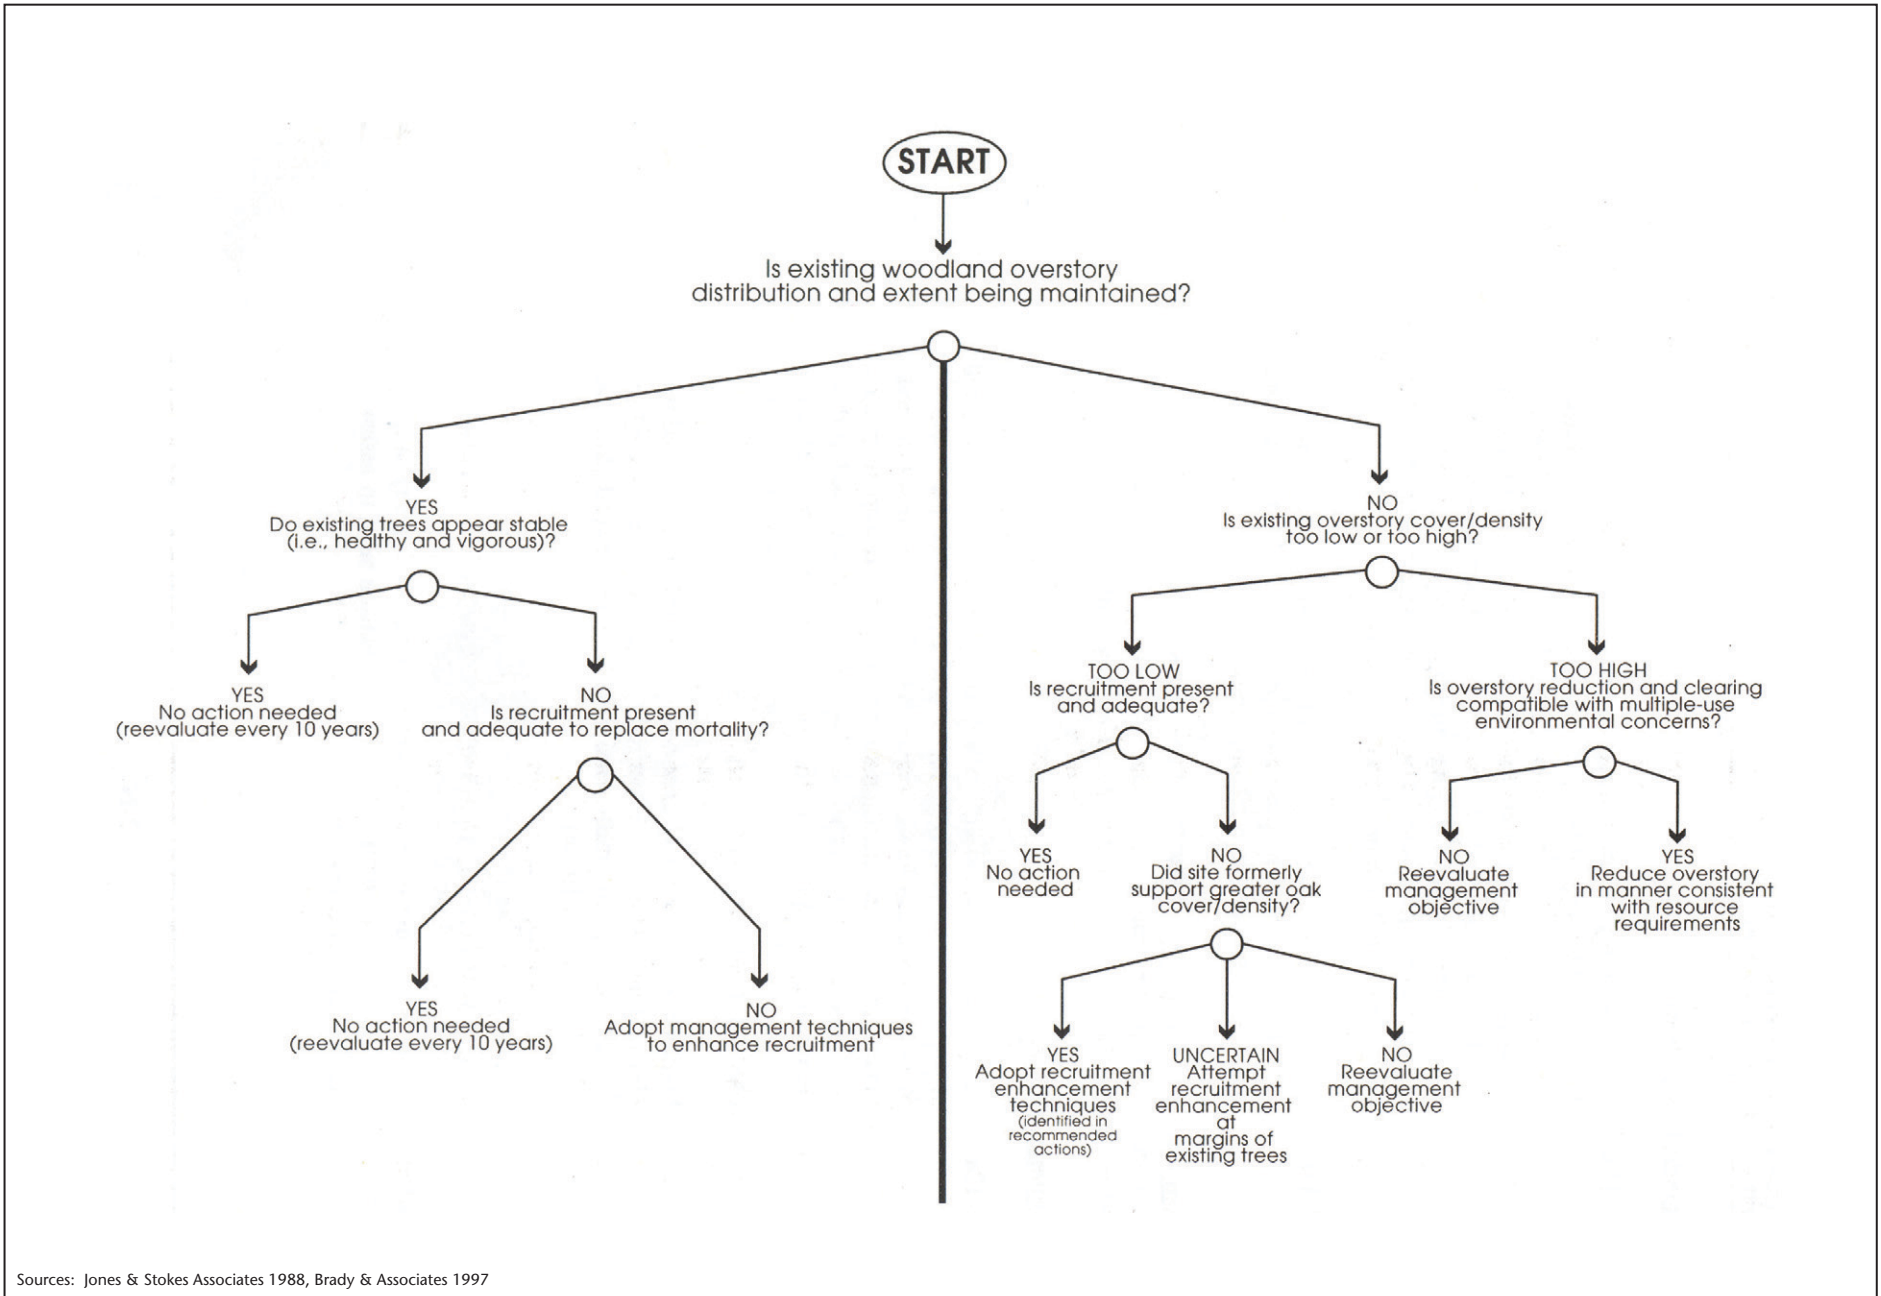 START
Is existing woodland overstory
distribution and extent being maintained?
YES
Do existing trees appear stable
(i.e., healthy and vigorous)?
NO
Is existing overstory cover/density
too low or too high?
YES
No action needed
(reevaluate every 10 years)
NO
Is recruitment present
and adequate to replace mortality?
TOO LOW
Is recruitment present
and adequate?
TOO HIGH
Is overstory reduction and clearing
compatible with multiple-use
environmental concerns?
YES
No action
needed
NO
Did site formerly
support greater oak
cover/density?
NO
Reevaluate
management
objective
YES
Reduce overstory
in manner consistent
with resource
requirements
YES
No action needed
(reevaluate every 10 years)
NO
Adopt management techniques
to enhance recruitment
YES
Adopt recruitment
enhancement
techniques
(identified in
recommended
actions)
UNCERTAIN
Attempt
recruitment
enhancement
at
margins of
existing trees
NO
Reevaluate
management
objective
Sources: Jones & Stokes Associates 1988, Brady & Associates 1997